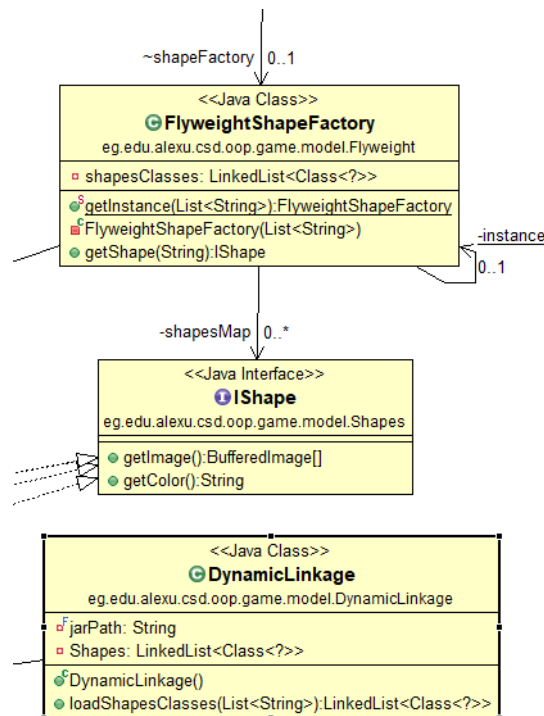 ~shapeFactory 0..1
<<Java Class>>
C FlyweightShapeFactory
eg.edu.alexu.csd.oop.game.model.Flyweight
shapesClasses: LinkedList<Class<?>>
S getInstance(List<String>):FlyweightShapeFactory
C FlyweightShapeFactory(List<String>)
getShape(String):IShape
-instance
0..1
-shapesMap 0..*
<<Java Interface>>
I IShape
eg.edu.alexu.csd.oop.game.model.Shapes
getImage():BufferedImage[]
getColor():String
<<Java Class>>
C DynamicLinkage
eg.edu.alexu.csd.oop.game.model.DynamicLinkage
F jarPath: String
Shapes: LinkedList<Class<?>>
C DynamicLinkage()
loadShapesClasses(List<String>):LinkedList<Class<?>>